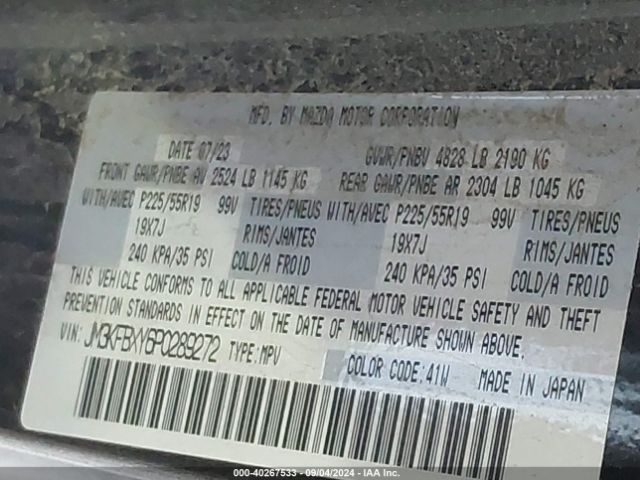 MFD. BY MAZDA MOTOR CORPORATION
DATE 07/23 GVWR/PNBV 4828 LB 2190 KG
FRONT GAWR/PNBE AV 2524 LB 1145 KG REAR GAWR/PNBE AR 2304 LB 1045 KG
WITH/AVEC P225/55R19 99V TIRES/PNEUS WITH/AVEC P225/55R19 99V TIRES/PNEUS
19X7J RIMS/JANTES 19X7J RIMS/JANTES
240 KPA/35 PSI COLD/A FROID 240 KPA/35 PSI COLD/A FROID
THIS VEHICLE CONFORMS TO ALL APPLICABLE FEDERAL MOTOR VEHICLE SAFETY AND THEFT
PREVENTION STANDARDS IN EFFECT ON THE DATE OF MANUFACTURE SHOWN ABOVE.
VIN: JM3KFBXY6P0289272 TYPE: MPV COLOR CODE: 41W MADE IN JAPAN
000-40267533 - 09/04/2024 - IAA Inc.